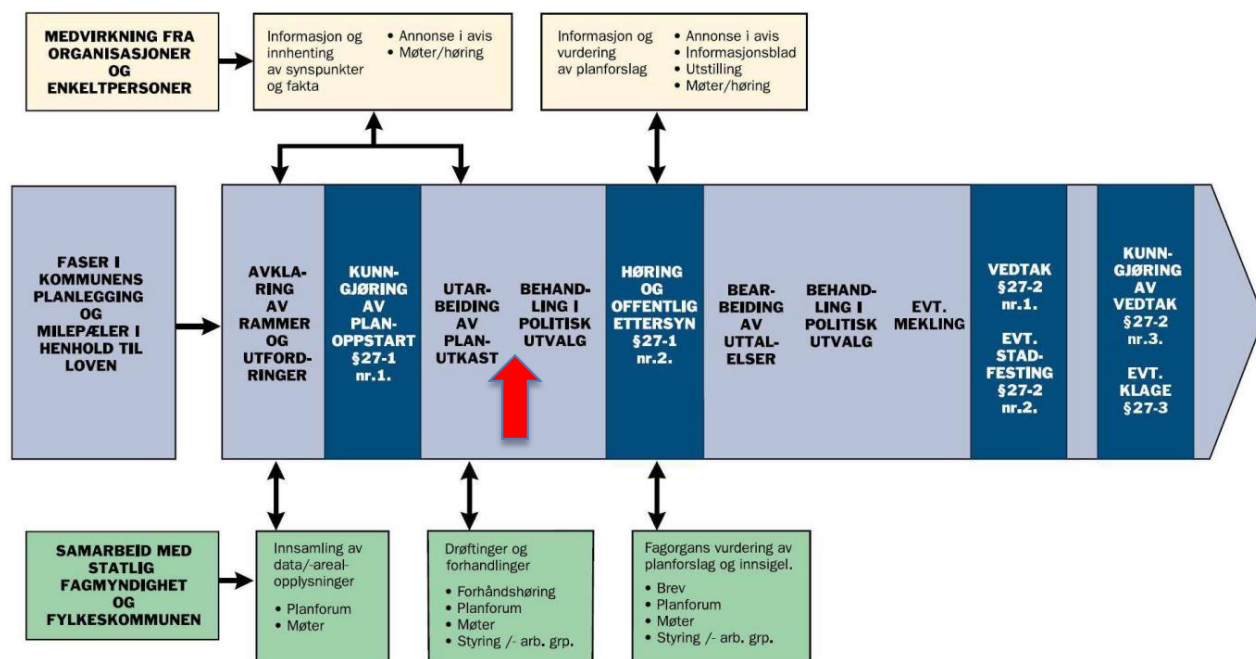 MEDVIRKNING FRA
ORGANISASJONER
OG
ENKELTPERSONER
Informasjon og
innhenting
av synspunkter
og fakta
• Annonse i avis
• Møter/høring
Informasjon og
vurdering
av planforslag
• Annonse i avis
• Informasjonsblad
• Utstilling
• Møter/høring
FASER I
KOMMUNENS
PLANLEGGING
OG
MILEPÆLER I
HENHOLD TIL
LOVEN
AVKLA-
RING
AV
RAMMER
OG
UTFORD-
RINGER
KUNN-
GJØRING
AV
PLAN-
OPPSTART
§27-1
nr.1.
UTAR-
BEIDING
AV
PLAN-
UTKAST
BEHAND-
LING I
POLITISK
UTVALG
HØRING
OG
OFFENTLIG
ETTERSYN
§27-1
nr.2.
BEAR-
BEIDING
AV
UTTAL-
ELSER
BEHAND-
LING I
POLITISK
UTVALG
EVT.
MEKLING
VEDTAK
§27-2
nr.1.
EVT.
STAD-
FESTING
§27-2
nr.2.
KUNN-
GJØRING
AV
VEDTAK
§27-2
nr.3.
EVT.
KLAGE
§27-3
SAMARBEID MED
STATLIG
FAGMYNDIGHET
OG
FYLKESKOMMUNEN
Innsamling av
data/-areal-
opplysninger
• Planforum
• Møter
Drøftinger og
forhandlinger
• Forhåndshøring
• Planforum
• Møter
• Styring /- arb. grp.
Fagorgans vurdering av
planforslag og innsigel.
• Brev
• Planforum
• Møter
• Styring /- arb. grp.